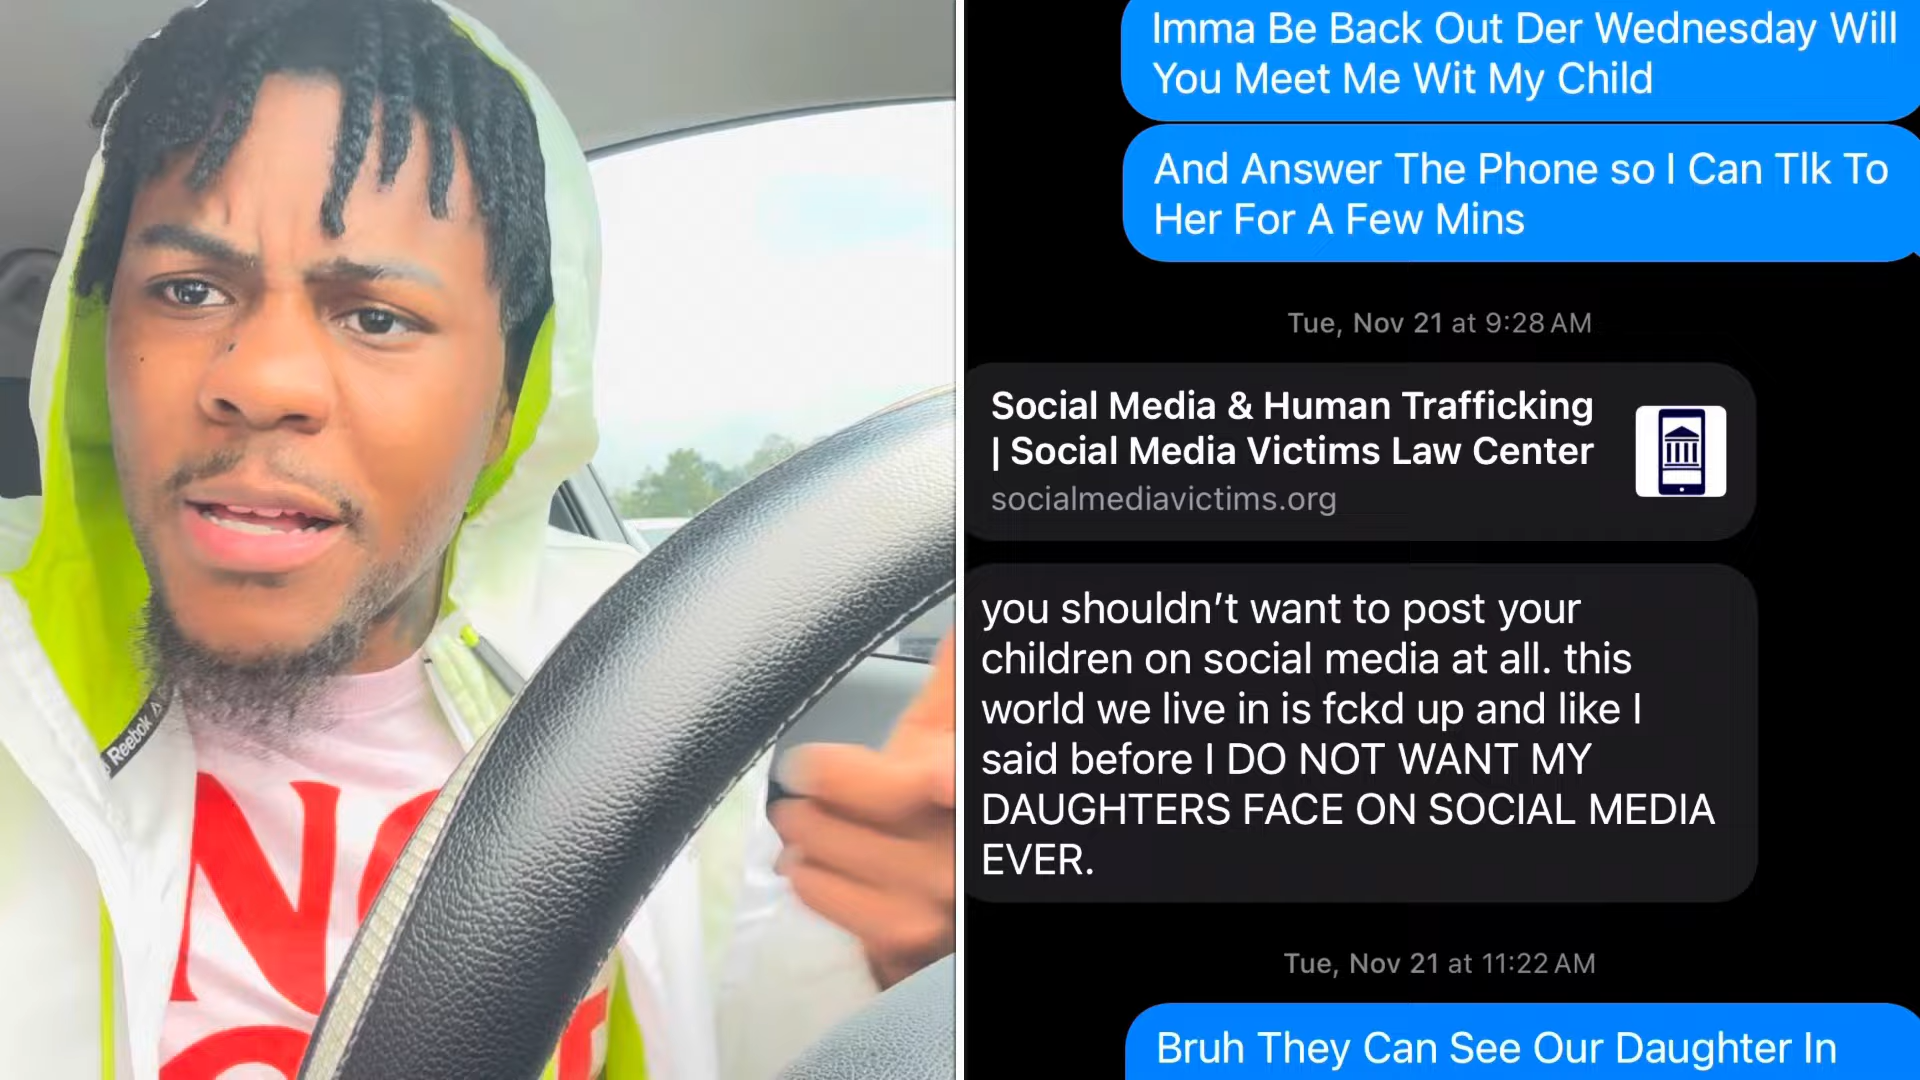 Reebok
NO
Imma Be Back Out Der Wednesday Will
You Meet Me Wit My Child
And Answer The Phone so I Can Tlk To
Her For A Few Mins
Tue, Nov 21 at 9:28 AM
Social Media & Human Trafficking
| Social Media Victims Law Center
socialmediavictims.org
you shouldn’t want to post your
children on social media at all. this
world we live in is fckd up and like I
said before I DO NOT WANT MY
DAUGHTERS FACE ON SOCIAL MEDIA
EVER.
Tue, Nov 21 at 11:22 AM
Bruh They Can See Our Daughter In